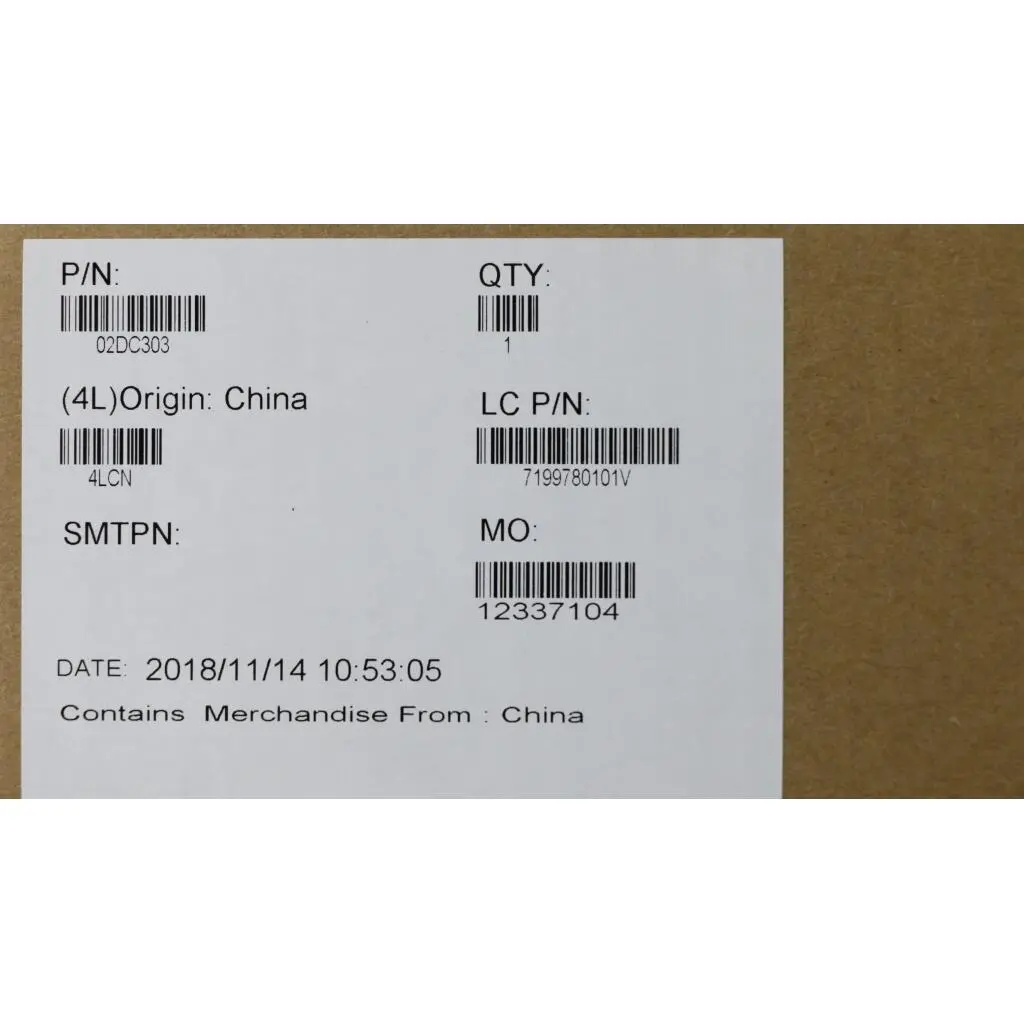 P/N:
02DC303
QTY:
1
(4L)Origin: China
4LCN
LC P/N:
7199780101V
SMTPN:
MO:
12337104
DATE: 2018/11/14 10:53:05
Contains Merchandise From : China